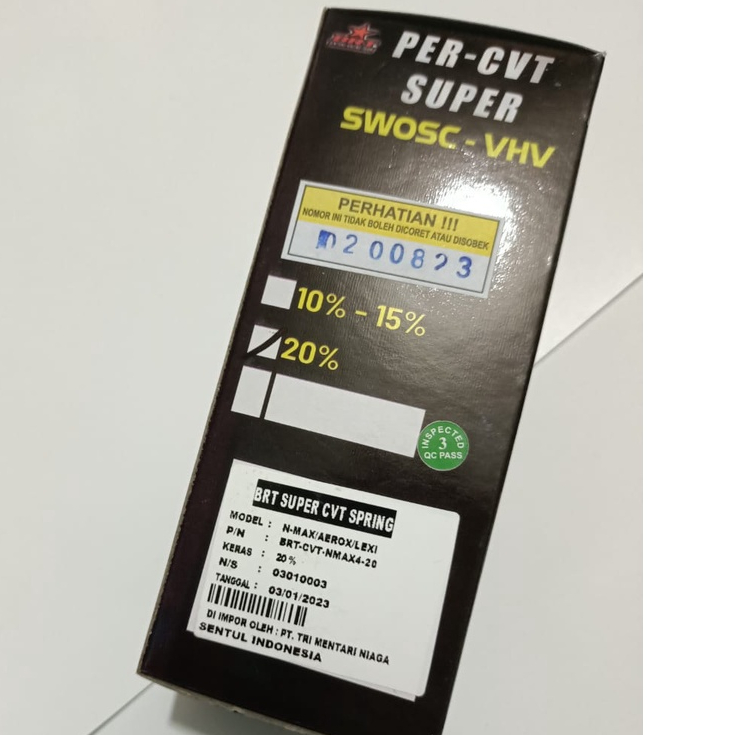 BRT
PER-CVT
SUPER
SWOSC - VHV
PERHATIAN !!!
NOMOR INI TIDAK BOLEH DICORET ATAU DISOBEK
0200823
10% - 15%
20%
INSPECTED
3
QC PASS
BRT SUPER CVT SPRING
MODEL : N-MAX/AEROX/LEXI
P/N : BRT-CVT-NMAX4-20
KERAS : 20%
N/S : 03010003
TANGGAL : 03/01/2023
DI IMPOR OLEH : PT. TRI MENTARI NIAGA
SENTUL INDONESIA